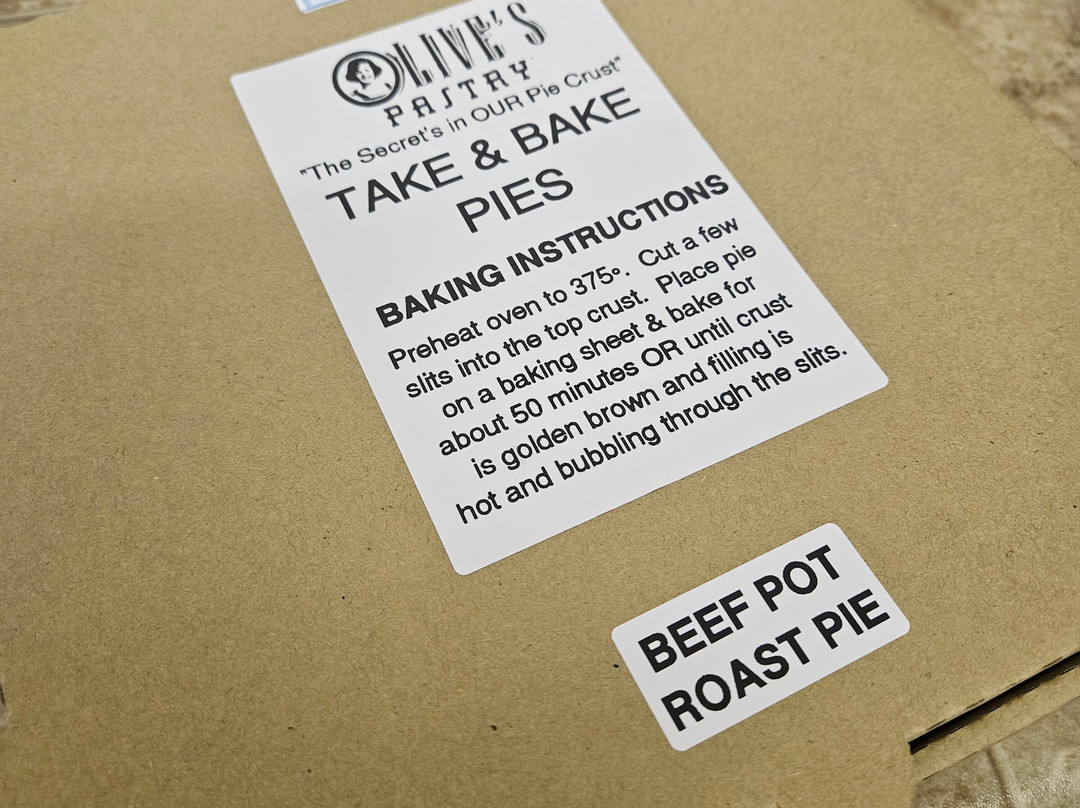 OLIVE'S
PASTRY
"The Secret's in OUR Pie Crust"
TAKE & BAKE
PIES
BAKING INSTRUCTIONS
Preheat oven to 375°. Cut a few
slits into the top crust. Place pie
on a baking sheet & bake for
about 50 minutes OR until crust
is golden brown and filling is
hot and bubbling through the slits.
BEEF POT
ROAST PIE